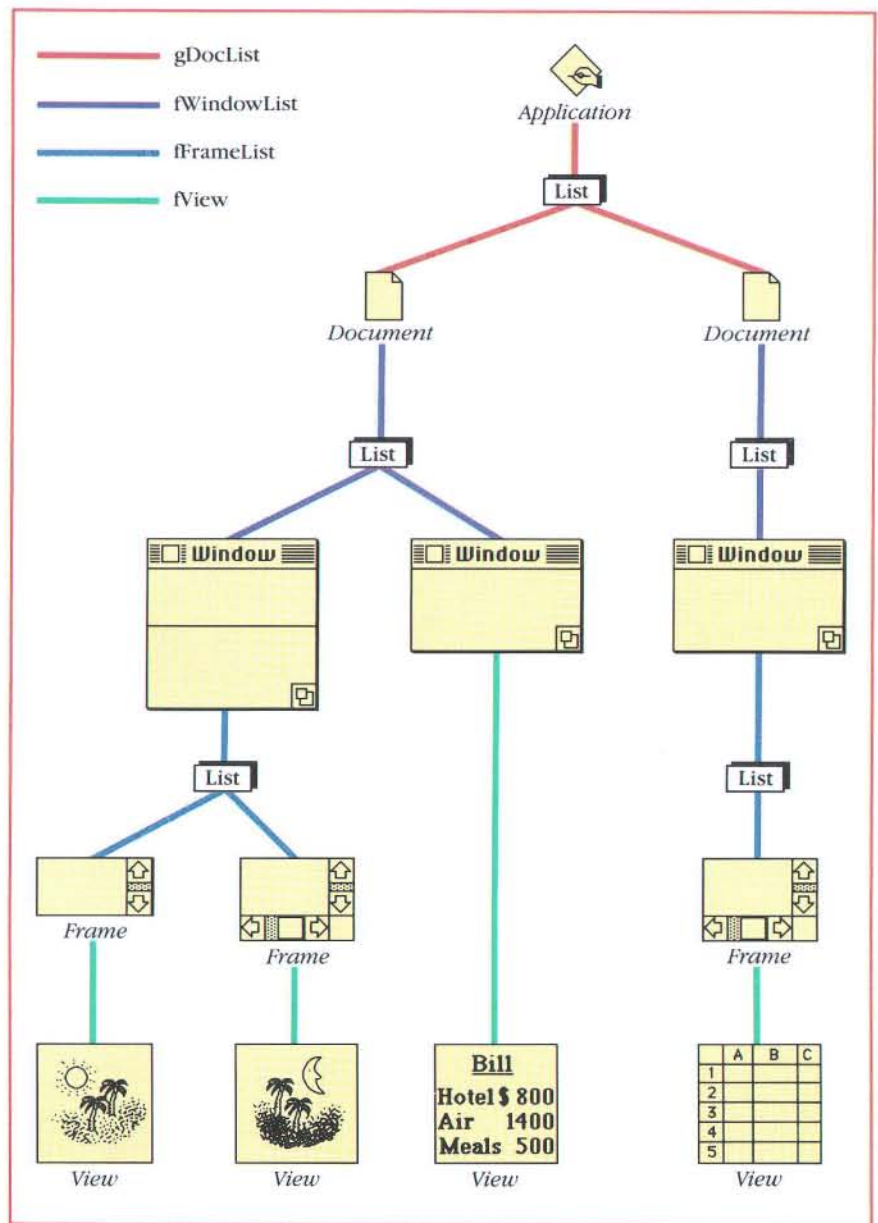 gDocList
fWindowList
fFrameList
fView
Application
List
Document
Document
List
List
Window
Window
Window
List
List
Frame
Frame
Frame
Bill
Hotel $ 800
Air 1400
Meals 500
A B C
1
2
3
4
5
View
View
View
View